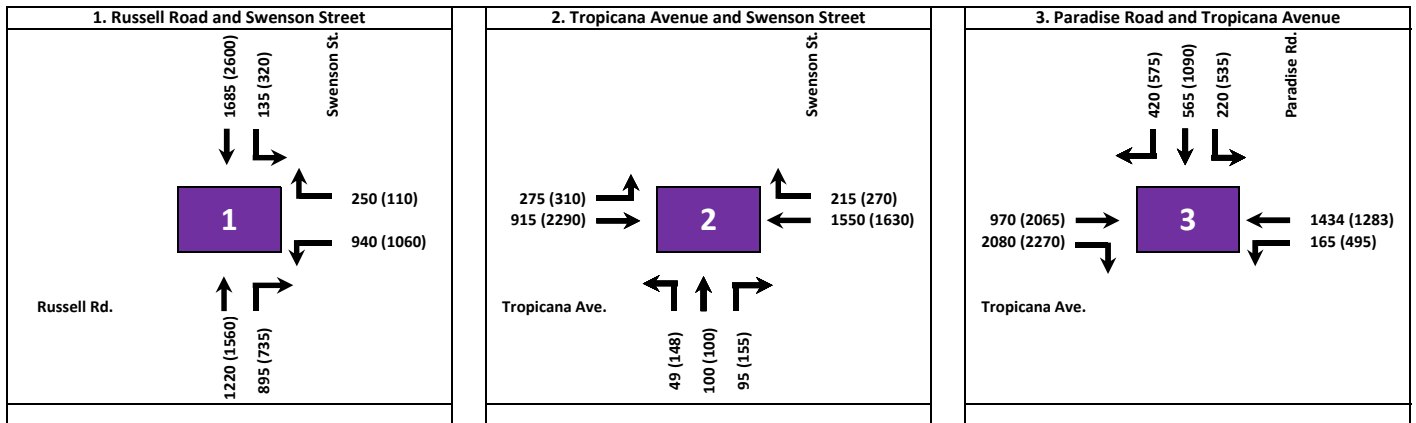 1. Russell Road and Swenson Street
1685 (2600)
135 (320)
Swenson St.
1
250 (110)
940 (1060)
Russell Rd.
1220 (1560)
895 (735)
2. Tropicana Avenue and Swenson Street
Swenson St.
275 (310)
915 (2290)
2
215 (270)
1550 (1630)
Tropicana Ave.
49 (148)
100 (100)
95 (155)
3. Paradise Road and Tropicana Avenue
420 (575)
565 (1090)
220 (535)
Paradise Rd.
970 (2065)
2080 (2270)
3
1434 (1283)
165 (495)
Tropicana Ave.